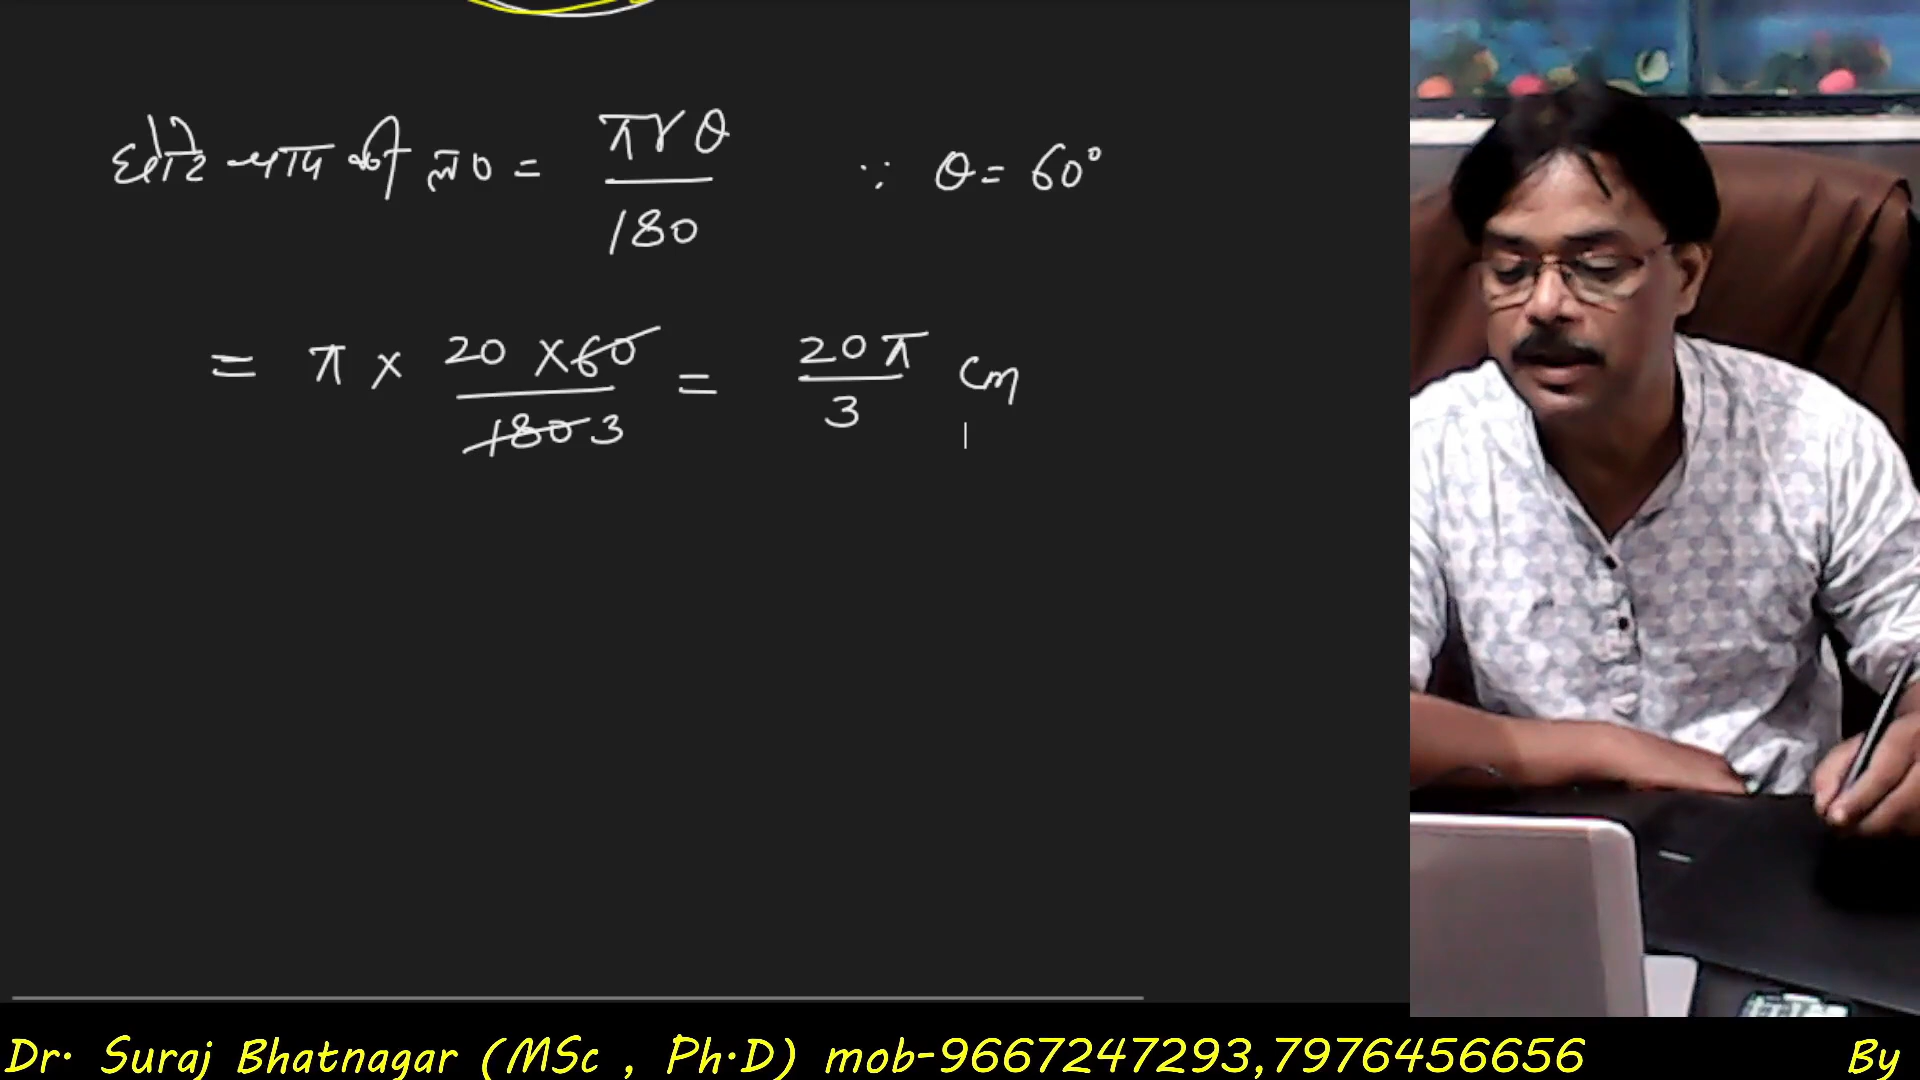 छोटे चाप की ल० = πrθ/180 ∵ θ = 60°
= π × 20 × 60/180 3 = 20π/3 cm
Dr. Suraj Bhatnagar (MSc , Ph.D) mob-9667247293,7976456656 By